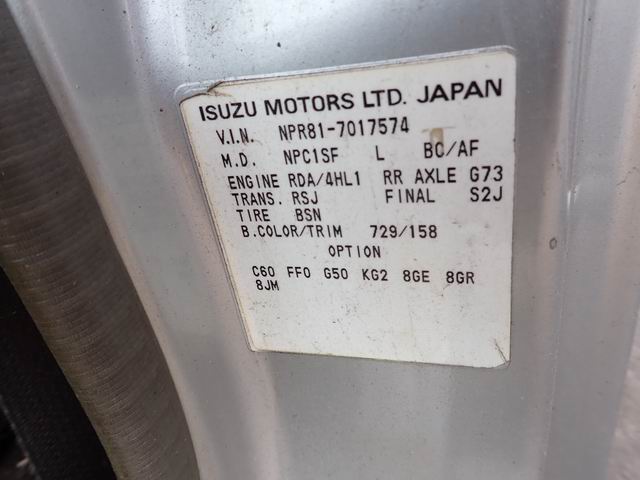 ISUZU MOTORS LTD. JAPAN
V.I.N. NPR81-7017574
M.D. NPC1SF L BC/AF
ENGINE RDA/4HL1 RR AXLE G73
TRANS. RSJ FINAL S2J
TIRE BSN
B.COLOR/TRIM 729/158
OPTION
C60 FF0 G50 KG2 8GE 8GR
8JM